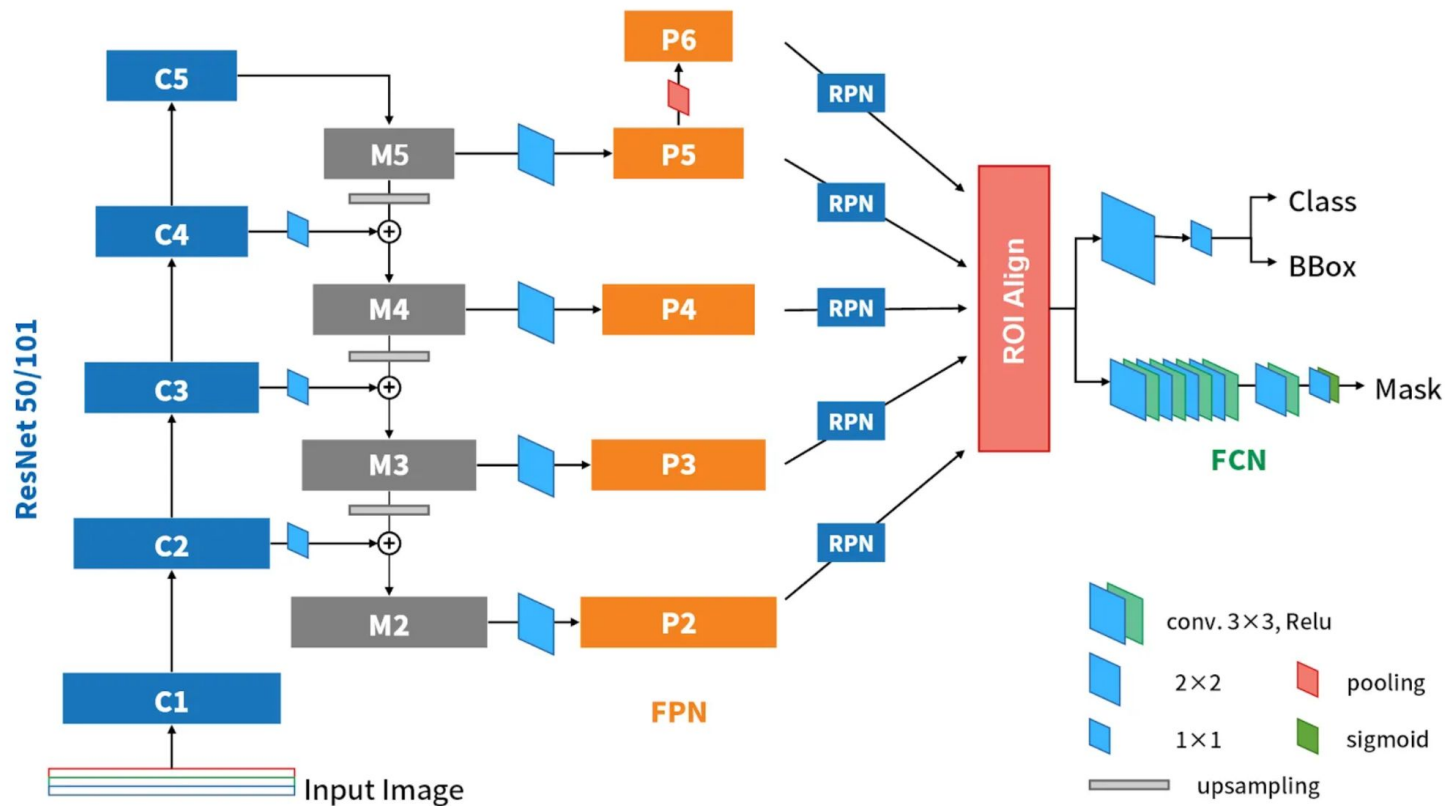 P6
C5
RPN
M5
P5
RPN
C4
Class
BBox
M4
P4
RPN
ROI Align
ResNet 50/101
C3
Mask
M3
P3
RPN
FCN
C2
RPN
M2
P2
conv. 3×3, Relu
C1
FPN
2×2
pooling
1×1
sigmoid
Input Image
upsampling